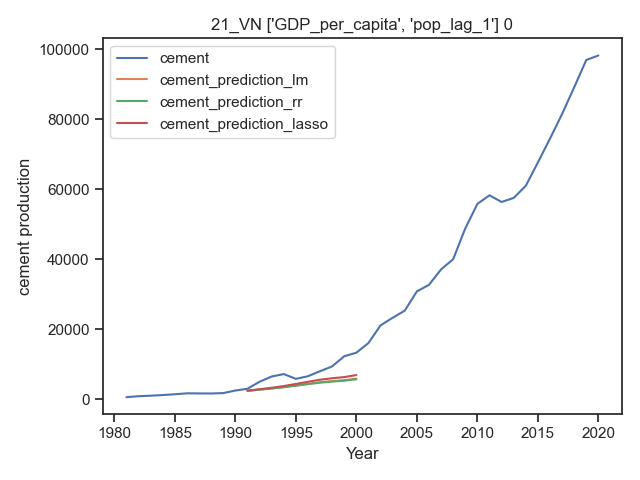 21_VN ['GDP_per_capita', 'pop_lag_1'] 0
cement
cement_prediction_lm
cement_prediction_rr
cement_prediction_lasso
100000
80000
60000
40000
20000
0
cement production
1980 1985 1990 1995 2000 2005 2010 2015 2020
Year